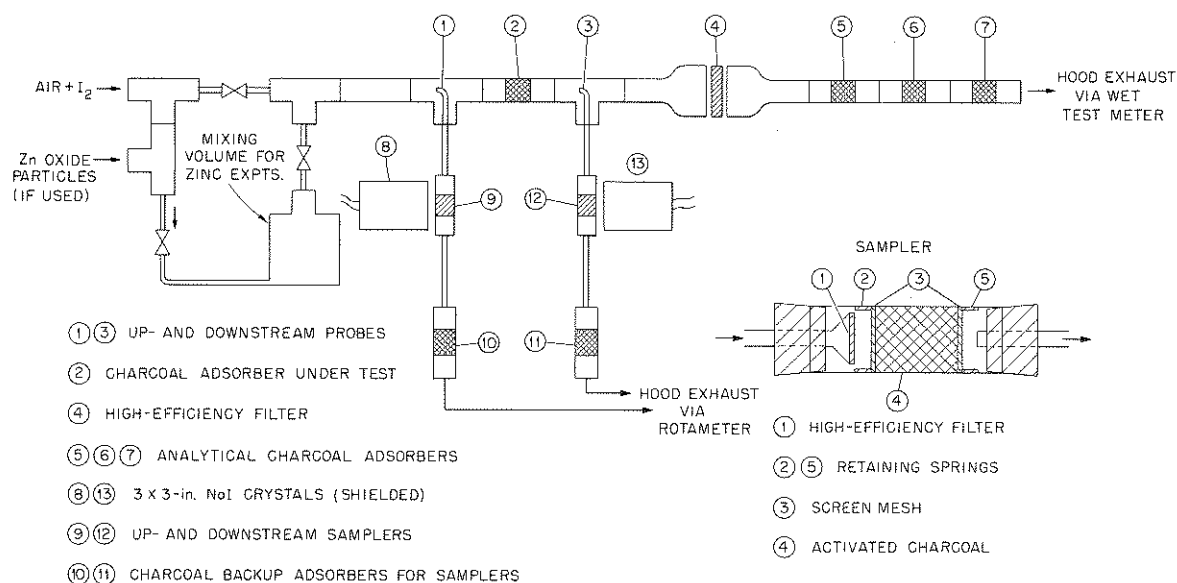 ① ② ③ ④ ⑤ ⑥ ⑦
AIR + I2
HOOD EXHAUST
VIA WET
TEST METER
Zn OXIDE
PARTICLES
(IF USED)
MIXING
VOLUME FOR
ZINC EXPTS.
⑧
⑬
⑨
⑫
⑩
⑪
HOOD EXHAUST
VIA
ROTAMETER
①③ UP- AND DOWNSTREAM PROBES
② CHARCOAL ADSORBER UNDER TEST
④ HIGH-EFFICIENCY FILTER
⑤⑥⑦ ANALYTICAL CHARCOAL ADSORBERS
⑧⑬ 3 X 3-in. NaI CRYSTALS (SHIELDED)
⑨⑫ UP- AND DOWNSTREAM SAMPLERS
⑩⑪ CHARCOAL BACKUP ADSORBERS FOR SAMPLERS
SAMPLER
① ② ③ ⑤
④
① HIGH-EFFICIENCY FILTER
②⑤ RETAINING SPRINGS
③ SCREEN MESH
④ ACTIVATED CHARCOAL